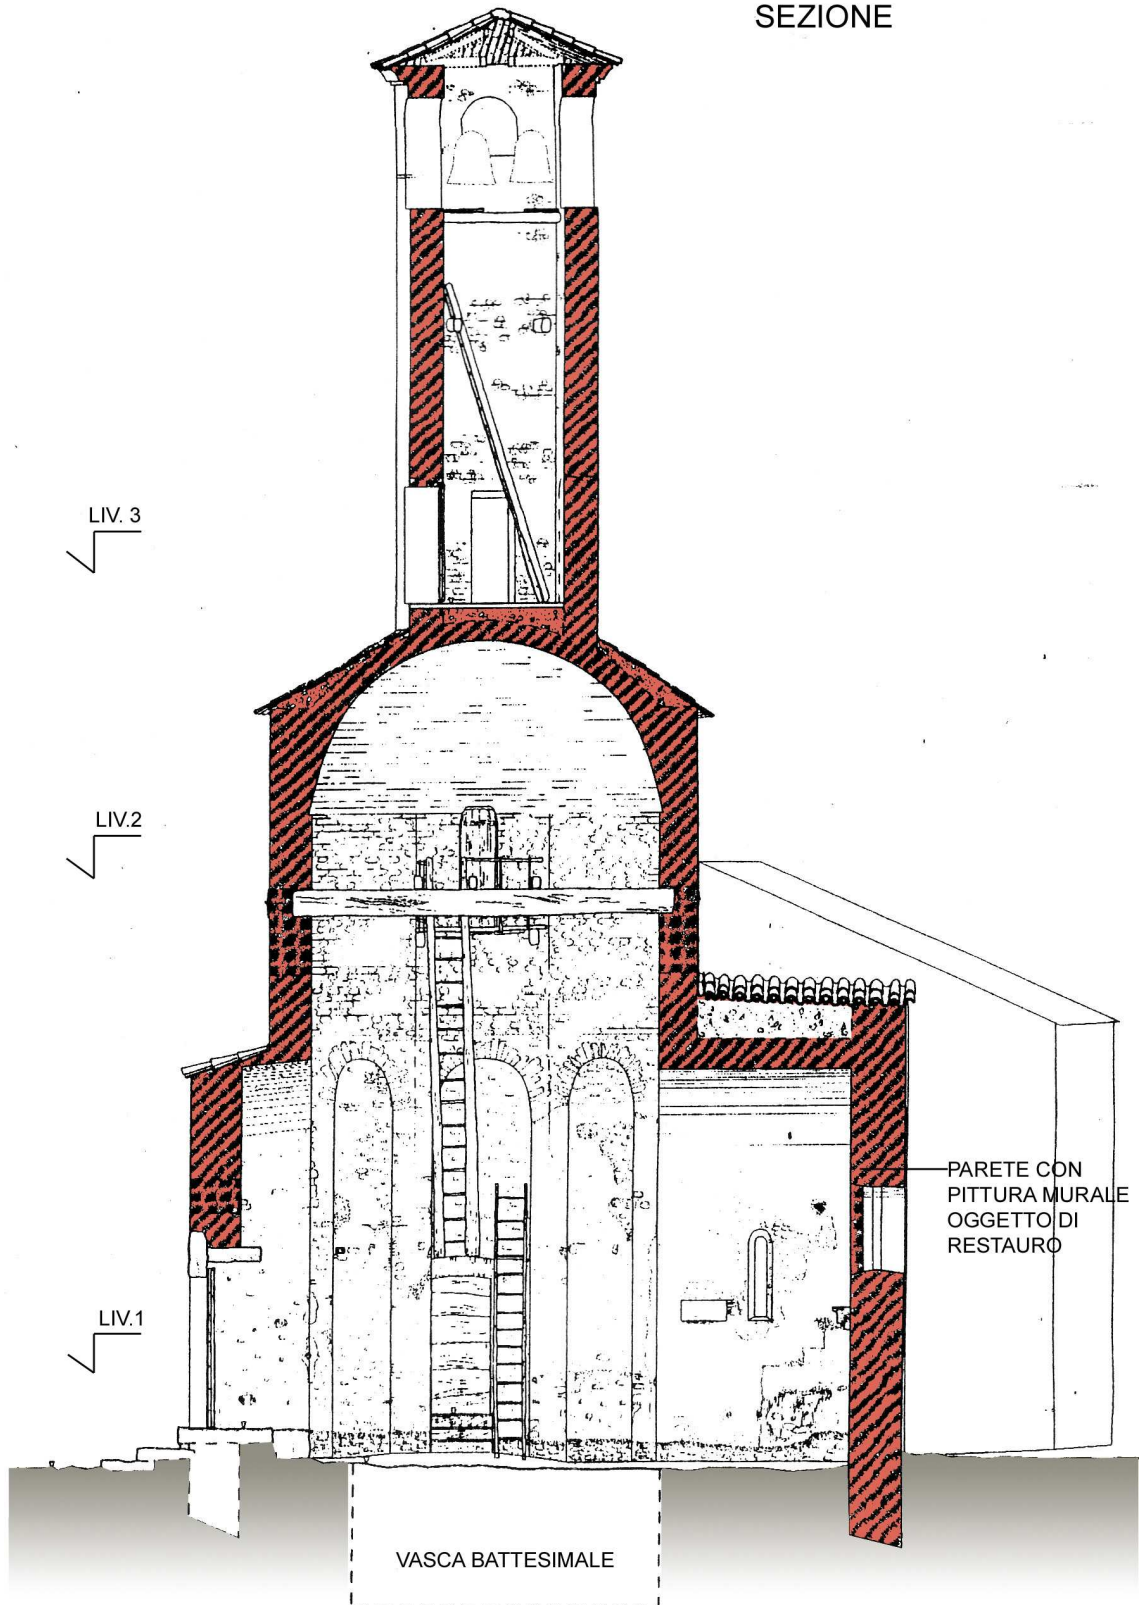 SEZIONE
LIV. 3
LIV.2
PARETE CON
PITTURA MURALE
OGGETTO DI
RESTAURO
LIV.1
VASCA BATTESIMALE